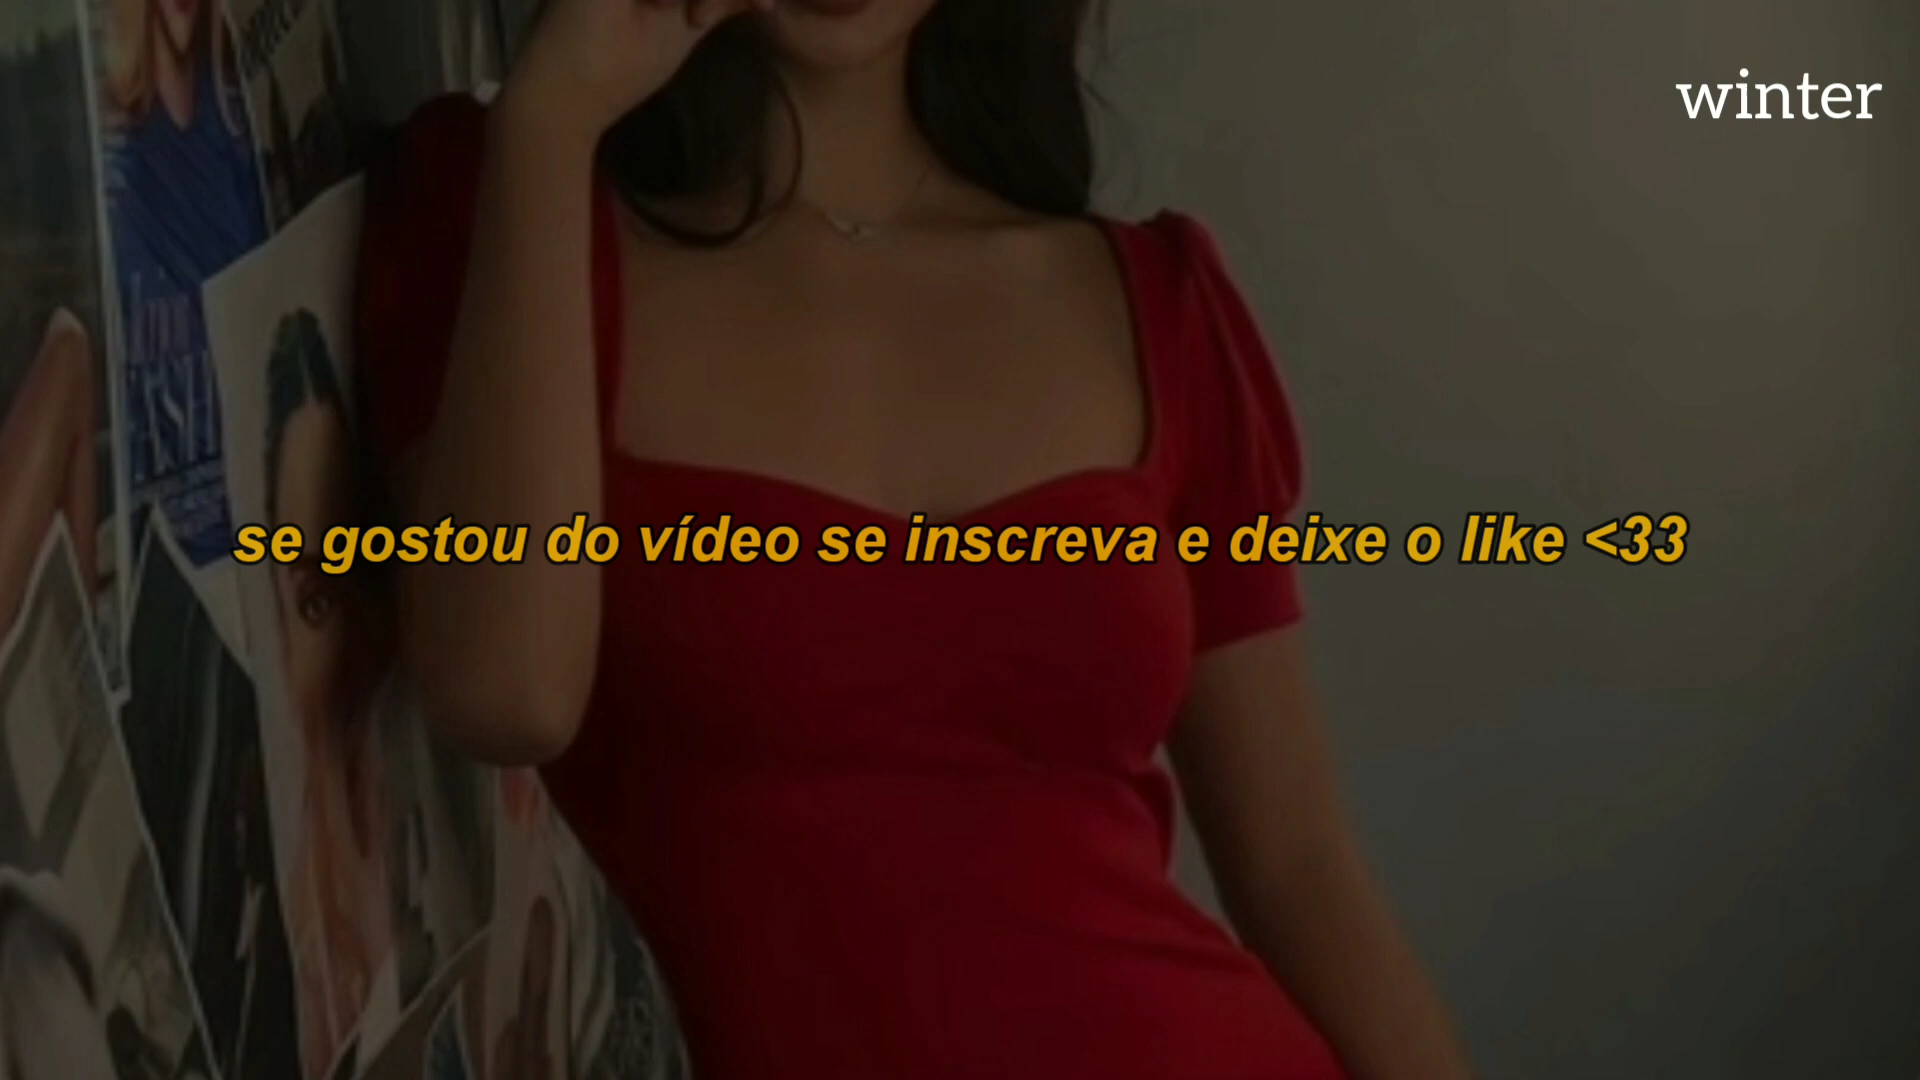 winter
se gostou do vídeo se inscreva e deixe o like <33